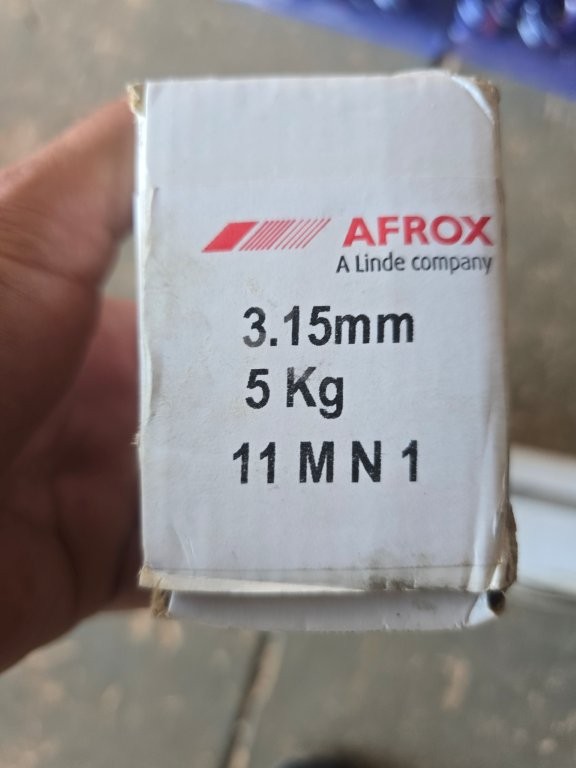 AFROX
A Linde company
3.15mm
5 Kg
11 M N 1